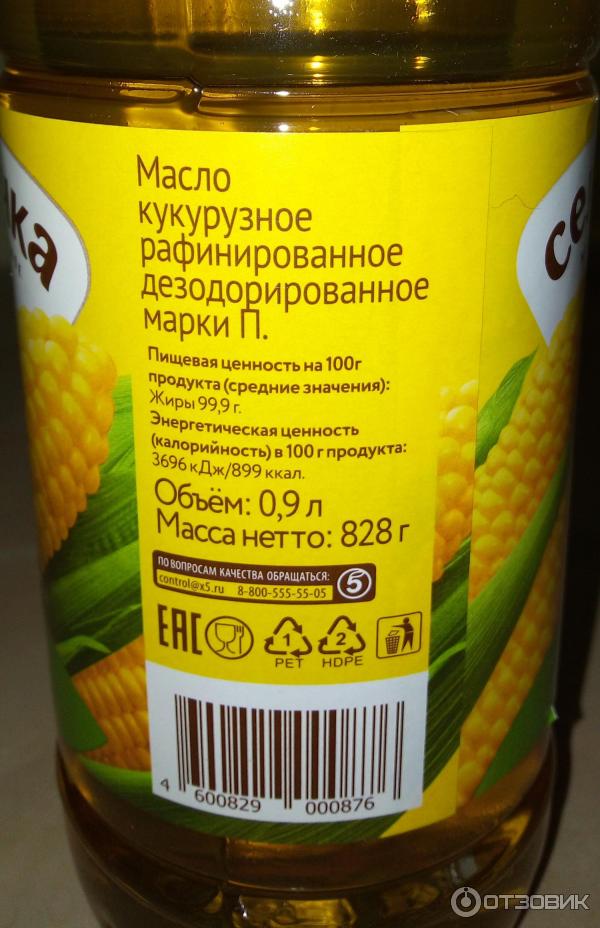 Масло
кукурузное
рафинированное
дезодорированное
марки П.
Пищевая ценность на 100г
продукта (средние значения):
Жиры 99,9 г.
Энергетическая ценность
(калорийность) в 100 г продукта:
3696 кДж/899 ккал.
Объём: 0,9 л
Масса нетто: 828 г
ПО ВОПРОСАМ КАЧЕСТВА ОБРАЩАТЬСЯ:
control@x5.ru 8-800-555-55-05
5
EAC
1 2
PET HDPE
4 600829 000876
ОТЗОВИК